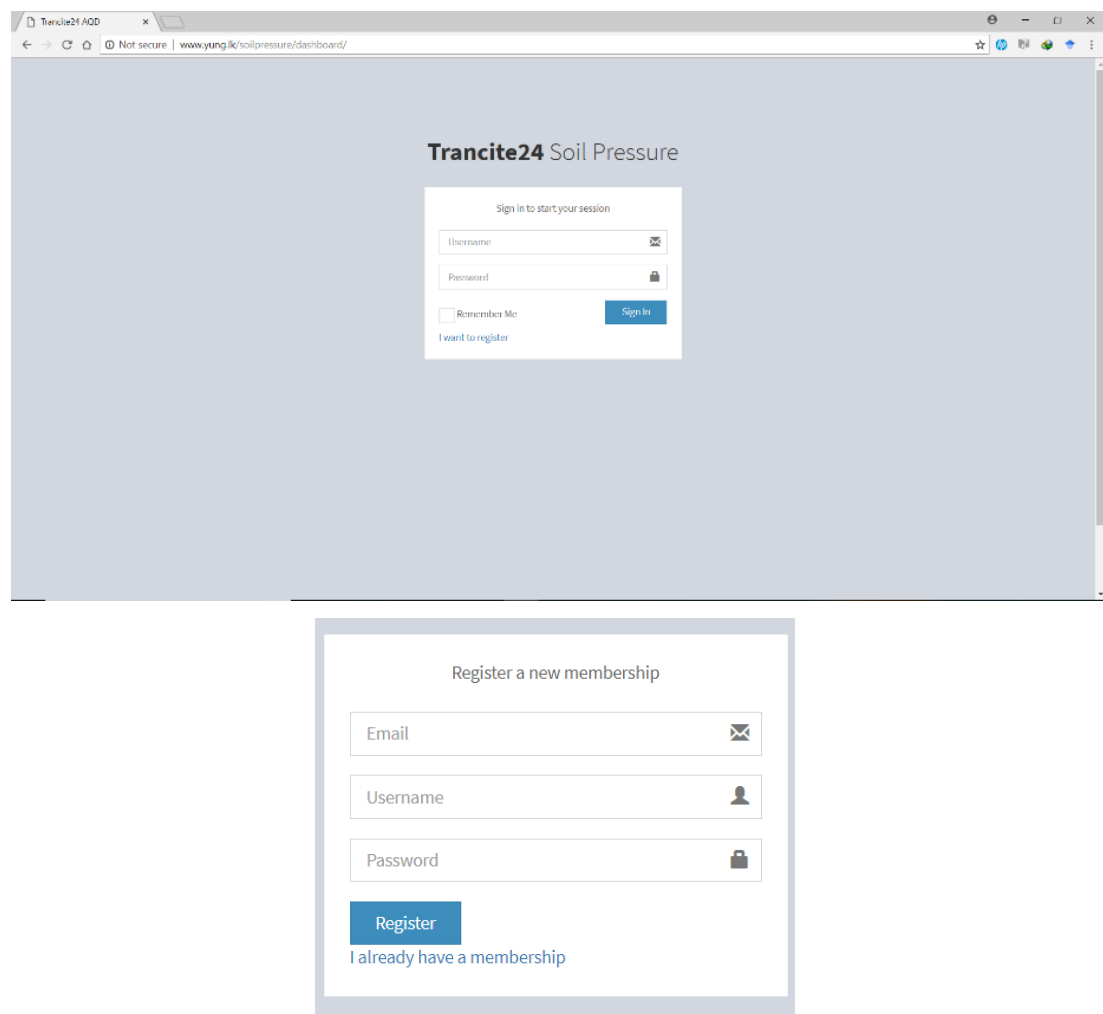 Trancite24 AQD
Not secure | www.yung.lk/soilpressure/dashboard/
Trancite24 Soil Pressure
Sign in to start your session
Username
Password
Remember Me
Sign In
I want to register
Register a new membership
Email
Username
Password
Register
I already have a membership